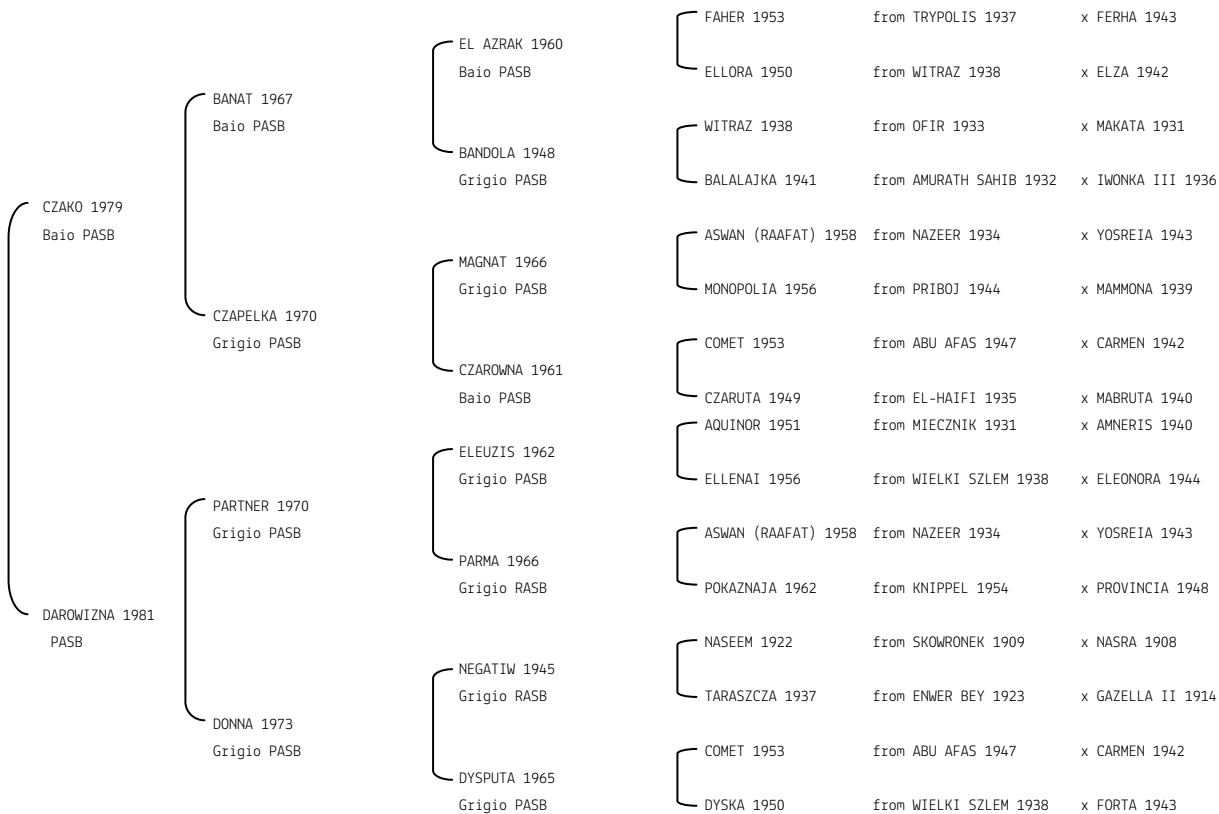 FAHER 1953 from TRYPOLIS 1937 x FERHA 1943
EL AZRAK 1960
Baio PASB ELLORA 1950 from WITRAZ 1938 x ELZA 1942
BANAT 1967
Baio PASB WITRAZ 1938 from OFIR 1933 x MAKATA 1931
BANDOLA 1948
Grigio PASB BALALAJKA 1941 from AMURATH SAHIB 1932 x IWONKA III 1936
CZAKO 1979
Baio PASB ASWAN (RAAFAT) 1958 from NAZEER 1934 x YOSREIA 1943
MAGNAT 1966
Grigio PASB MONOPOLIA 1956 from PRIBOJ 1944 x MAMMONA 1939
CZAPELKA 1970
Grigio PASB COMET 1953 from ABU AFAS 1947 x CARMEN 1942
CZAROWNA 1961
Baio PASB CZARUTA 1949 from EL-HAIFI 1935 x MABRUTA 1940
AQUINOR 1951 from MIECZNIK 1931 x AMNERIS 1940
ELEUZIS 1962
Grigio PASB ELLENAI 1956 from WIELKI SZLEM 1938 x ELEONORA 1944
PARTNER 1970
Grigio PASB ASWAN (RAAFAT) 1958 from NAZEER 1934 x YOSREIA 1943
PARMA 1966
Grigio RASB POKAZNAJA 1962 from KNIPPEL 1954 x PROVINCIA 1948
DAROWIZNA 1981
PASB NASEEM 1922 from SKOWRONEK 1909 x NASRA 1908
NEGATIW 1945
Grigio RASB TARASZCZA 1937 from ENWER BEY 1923 x GAZELLA II 1914
DONNA 1973
Grigio PASB COMET 1953 from ABU AFAS 1947 x CARMEN 1942
DYSPUTA 1965
Grigio PASB DYSKA 1950 from WIELKI SZLEM 1938 x FORTA 1943